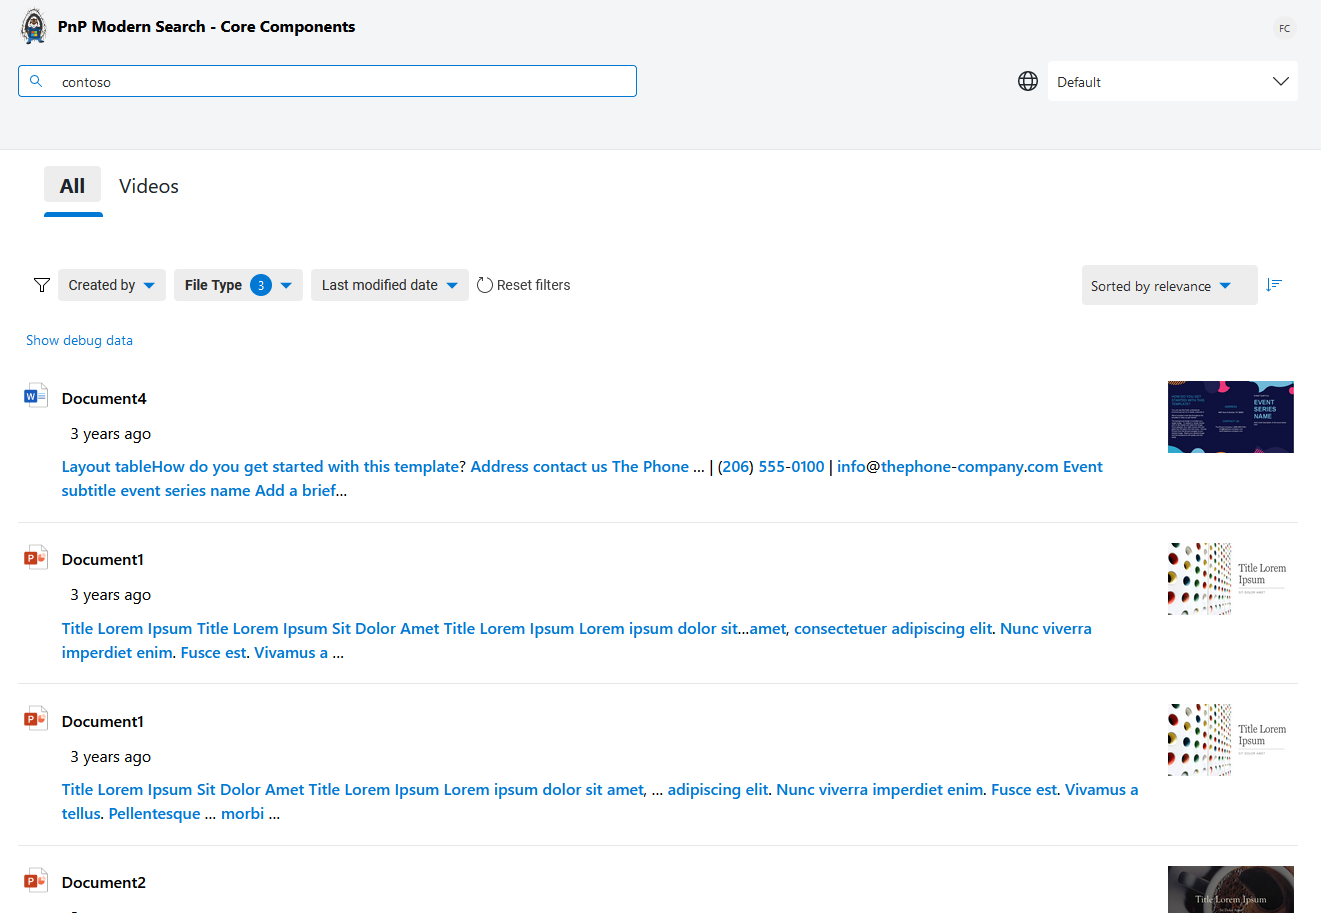 PnP Modern Search - Core Components
FC
contoso
Default
All
Videos
Created by
File Type 3
Last modified date
Reset filters
Sorted by relevance
Show debug data
Document4
3 years ago
Layout tableHow do you get started with this template? Address contact us The Phone ... | (206) 555-0100 | info@thephone-company.com Event
subtitle event series name Add a brief...
EVENT
SERIES
NAME
Document1
3 years ago
Title Lorem Ipsum Title Lorem Ipsum Sit Dolor Amet Title Lorem Ipsum Lorem ipsum dolor sit...amet, consectetuer adipiscing elit. Nunc viverra
imperdiet enim. Fusce est. Vivamus a ...
Title Lorem
Ipsum
SIT DOLOR AMET
Document1
3 years ago
Title Lorem Ipsum Sit Dolor Amet Title Lorem Ipsum Lorem ipsum dolor sit amet, ... adipiscing elit. Nunc viverra imperdiet enim. Fusce est. Vivamus a
tellus. Pellentesque ... morbi ...
Title Lorem
Ipsum
SIT DOLOR AMET
Document2
Title Lorem Ipsum